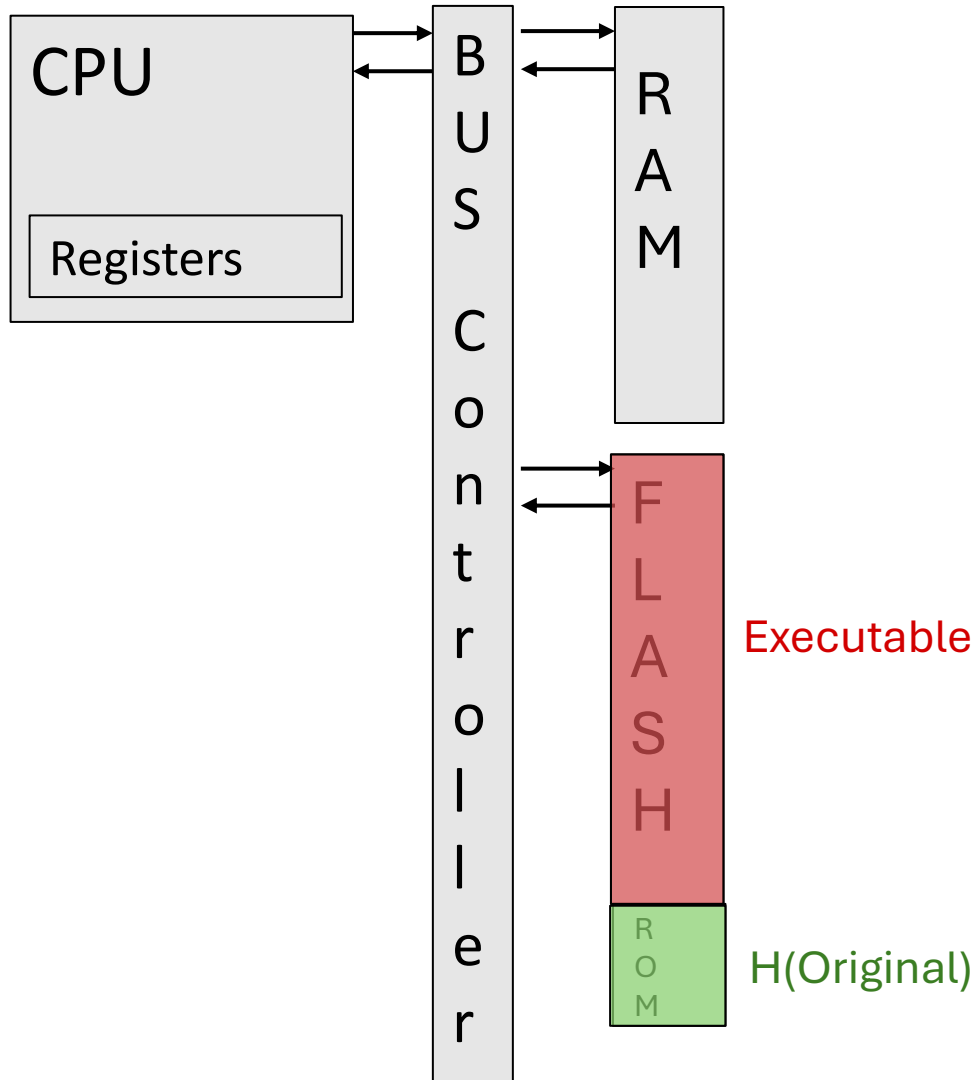 CPU
Registers
BUS Controller
RAM
FLASH
Executable
ROM
H(Original)